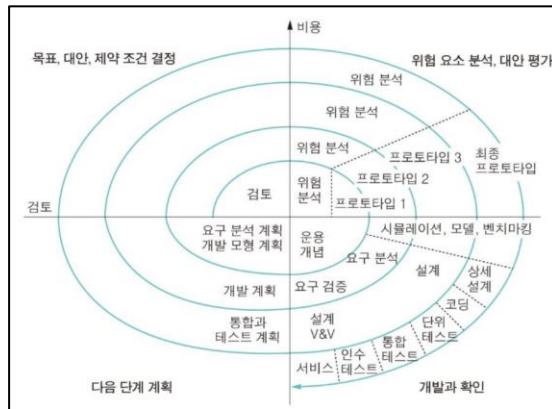 비용
목표, 대안, 제약 조건 결정
위험 요소 분석, 대안 평가
위험 분석
위험 분석
위험 분석
위험
분석
프로토타입 3
최종
프로토타입
프로토타입 2
프로토타입 1
검토
검토
요구 분석 계획
개발 모형 계획
운용
개념
시뮬레이션, 모델, 벤치마킹
요구 분석
설계
상세
설계
개발 계획
요구 검증
코딩
통합과
테스트 계획
설계
V&V
단위
테스트
통합
테스트
인수
테스트
서비스
다음 단계 계획
개발과 확인